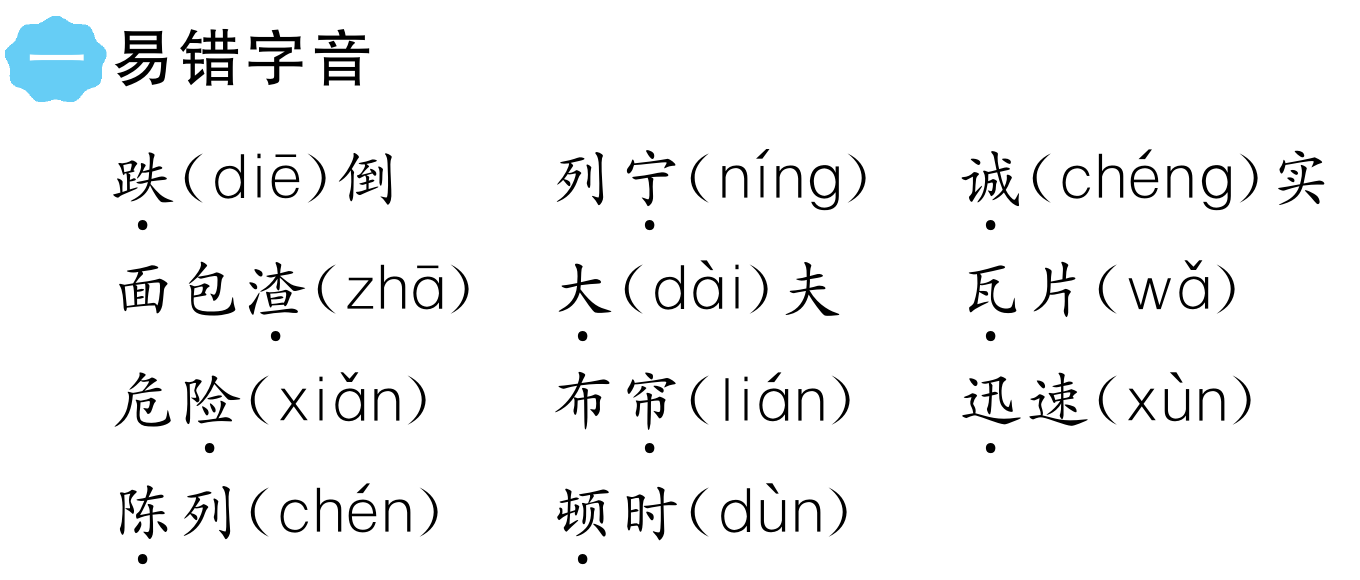 一 易错字音
跌(diē)倒 列宁(níng) 诚(chéng)实
面包渣(zhā) 大(dài)夫 瓦片(wǎ)
危险(xiǎn) 布帘(lián) 迅速(xùn)
陈列(chén) 顿时(dùn)